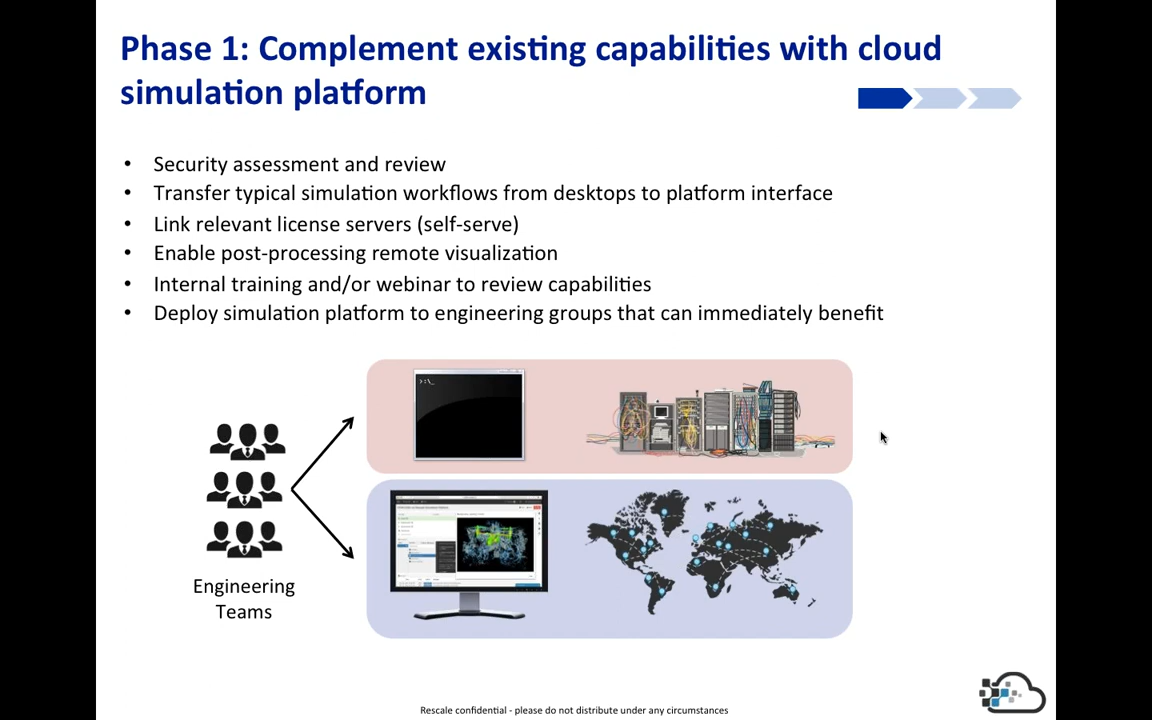 Phase 1: Complement existing capabilities with cloud
simulation platform
• Security assessment and review
• Transfer typical simulation workflows from desktops to platform interface
• Link relevant license servers (self-serve)
• Enable post-processing remote visualization
• Internal training and/or webinar to review capabilities
• Deploy simulation platform to engineering groups that can immediately benefit
>:\_
Engineering
Teams
Rescale confidential - please do not distribute under any circumstances